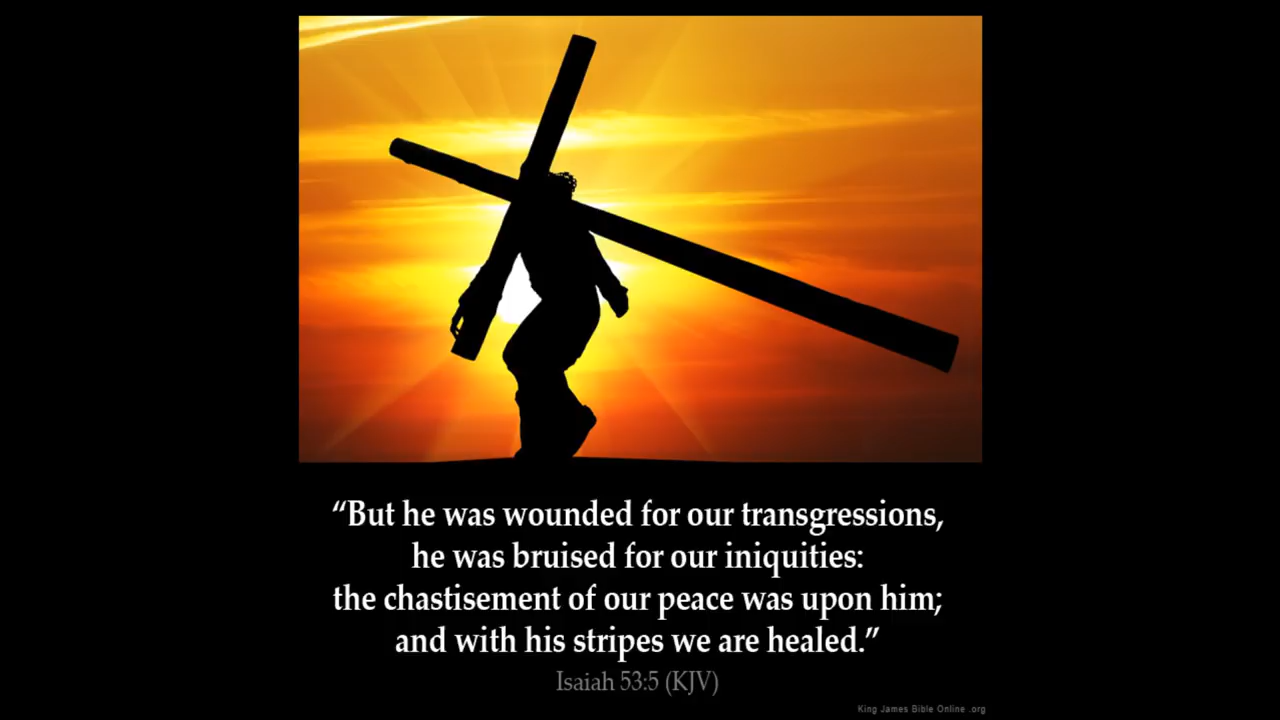 “But he was wounded for our transgressions,
he was bruised for our iniquities:
the chastisement of our peace was upon him;
and with his stripes we are healed.”
Isaiah 53:5 (KJV)
King James Bible Online .org